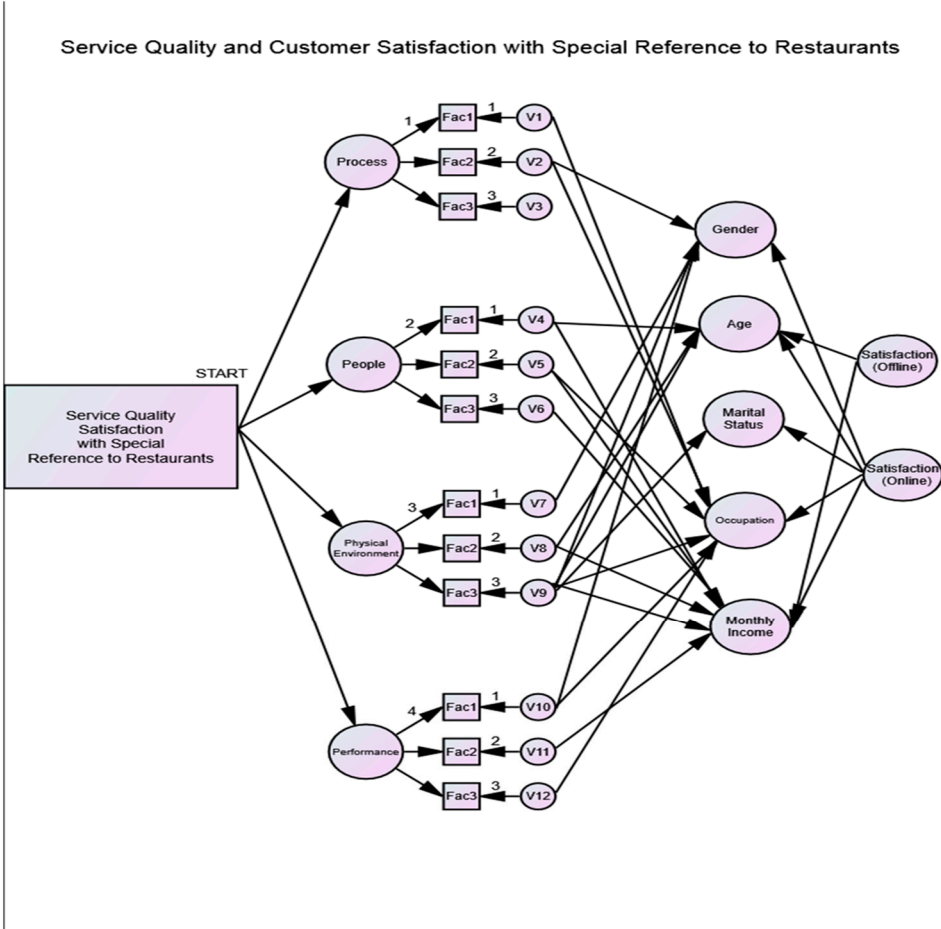 Service Quality and Customer Satisfaction with Special Reference to Restaurants
START
Service Quality
Satisfaction
with Special
Reference to Restaurants
Process
1
Fac1
1
V1
Fac2
2
V2
Fac3
3
V3
People
2
Fac1
1
V4
Fac2
2
V5
Fac3
3
V6
Physical
Environment
3
Fac1
1
V7
Fac2
2
V8
Fac3
3
V9
Performance
4
Fac1
1
V10
Fac2
2
V11
Fac3
3
V12
Gender
Age
Marital
Status
Occupation
Monthly
Income
Satisfaction
(Offline)
Satisfaction
(Online)